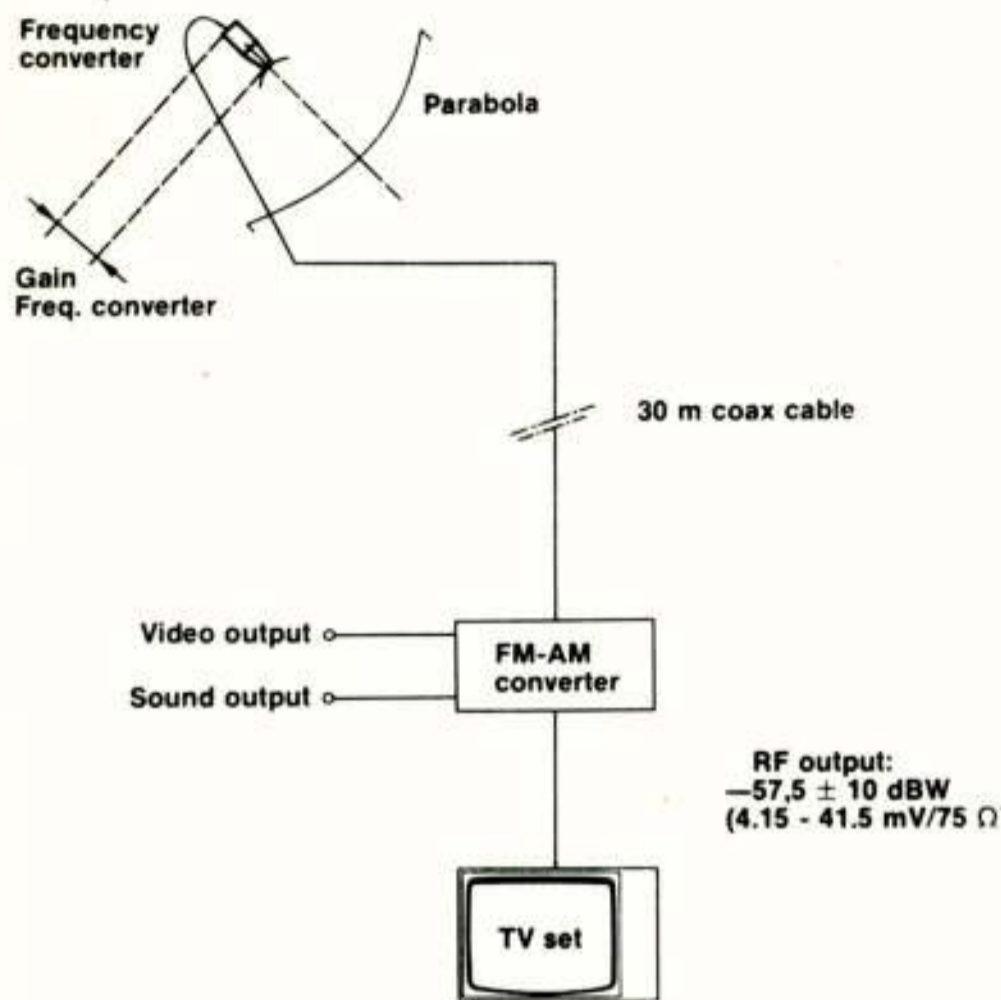 Frequency
converter
Parabola
Gain
Freq. converter
30 m coax cable
Video output
Sound output
FM-AM
converter
RF output:
—57,5 ± 10 dBW
(4.15 - 41.5 mV/75 Ω
TV set